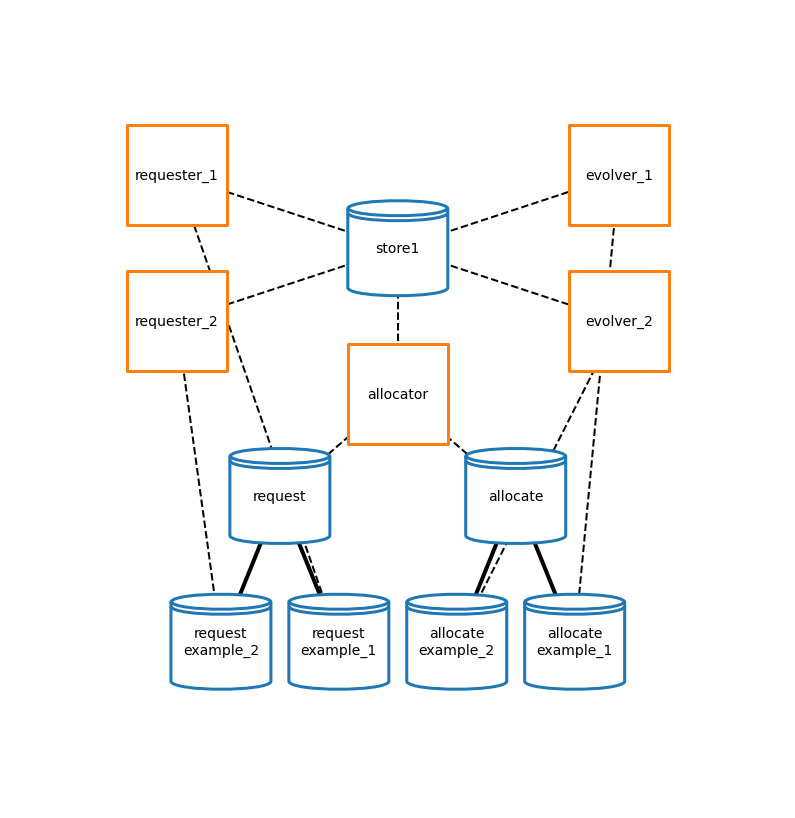 requester_1
evolver_1
store1
requester_2
evolver_2
allocator
request
allocate
request
example_2
request
example_1
allocate
example_2
allocate
example_1